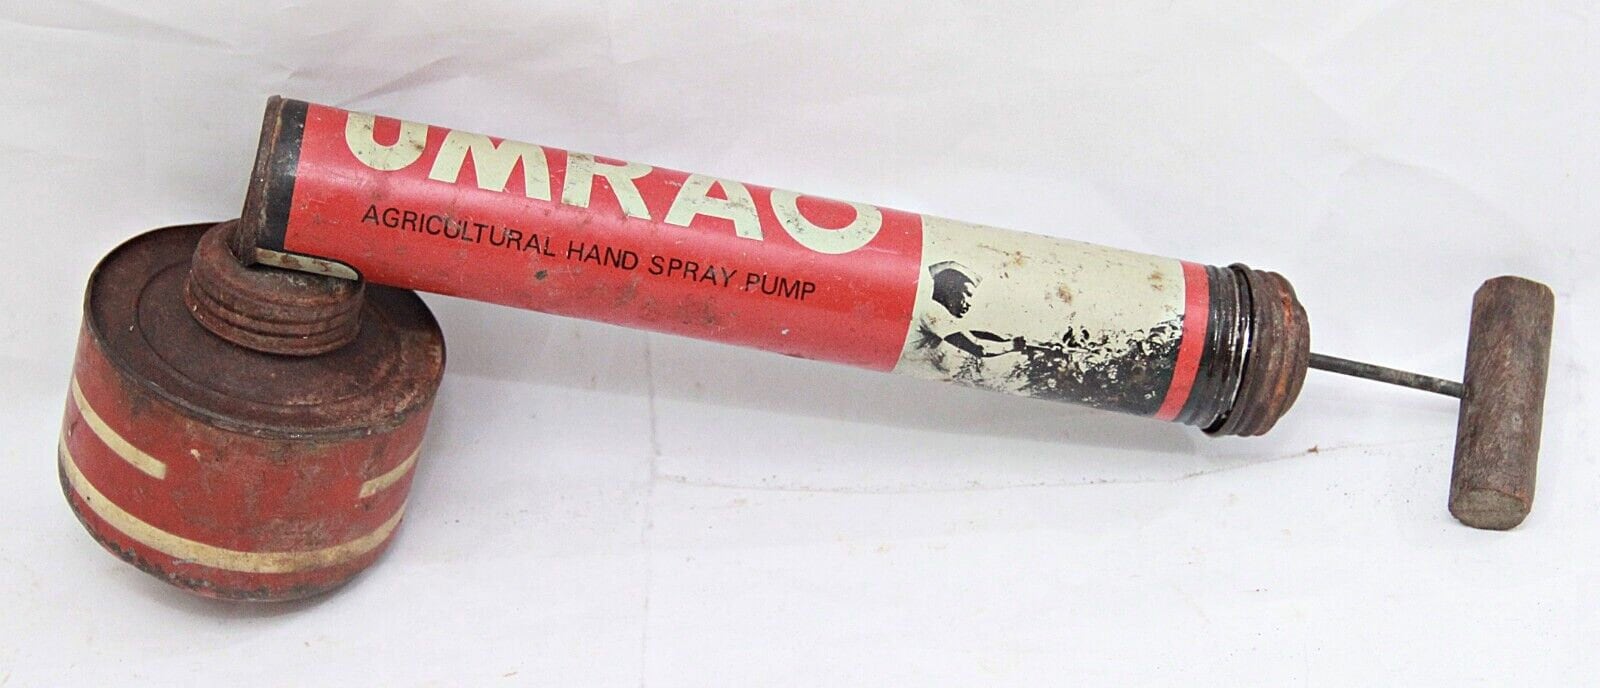 UMRAO
AGRICULTURAL HAND SPRAY PUMP